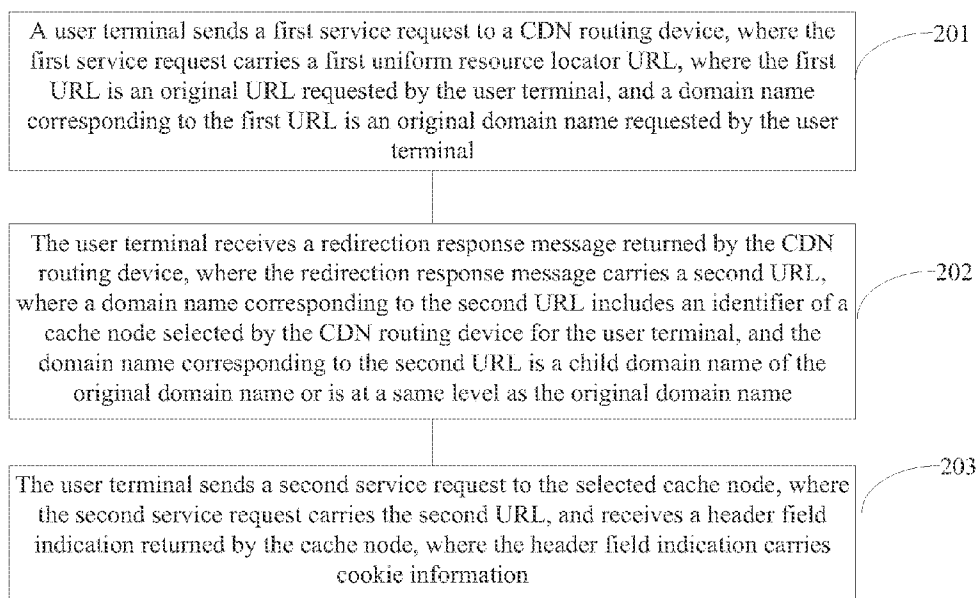 A user terminal sends a first service request to a CDN routing device, where the
first service request carries a first uniform resource locator URL, where the first
URL is an original URL requested by the user terminal, and a domain name
corresponding to the first URL is an original domain name requested by the user
terminal
201
The user terminal receives a redirection response message returned by the CDN
routing device, where the redirection response message carries a second URL,
where a domain name corresponding to the second URL includes an identifier of a
cache node selected by the CDN routing device for the user terminal, and the
domain name corresponding to the second URL is a child domain name of the
original domain name or is at a same level as the original domain name
202
The user terminal sends a second service request to the selected cache node, where
the second service request carries the second URL, and receives a header field
indication returned by the cache node, where the header field indication carries
cookie information
203